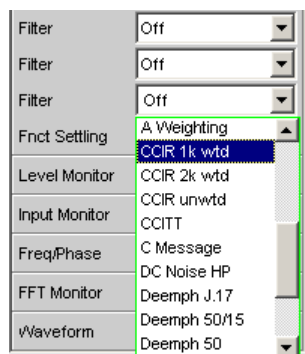 Filter Off
Filter Off
Filter Off
Fnct Settling
Level Monitor
Input Monitor
Freq/Phase
FFT Monitor
Waveform
A Weighting
CCIR 1k wtd
CCIR 2k wtd
CCIR unwtd
CCITT
C Message
DC Noise HP
Deemph J.17
Deemph 50/15
Deemph 50